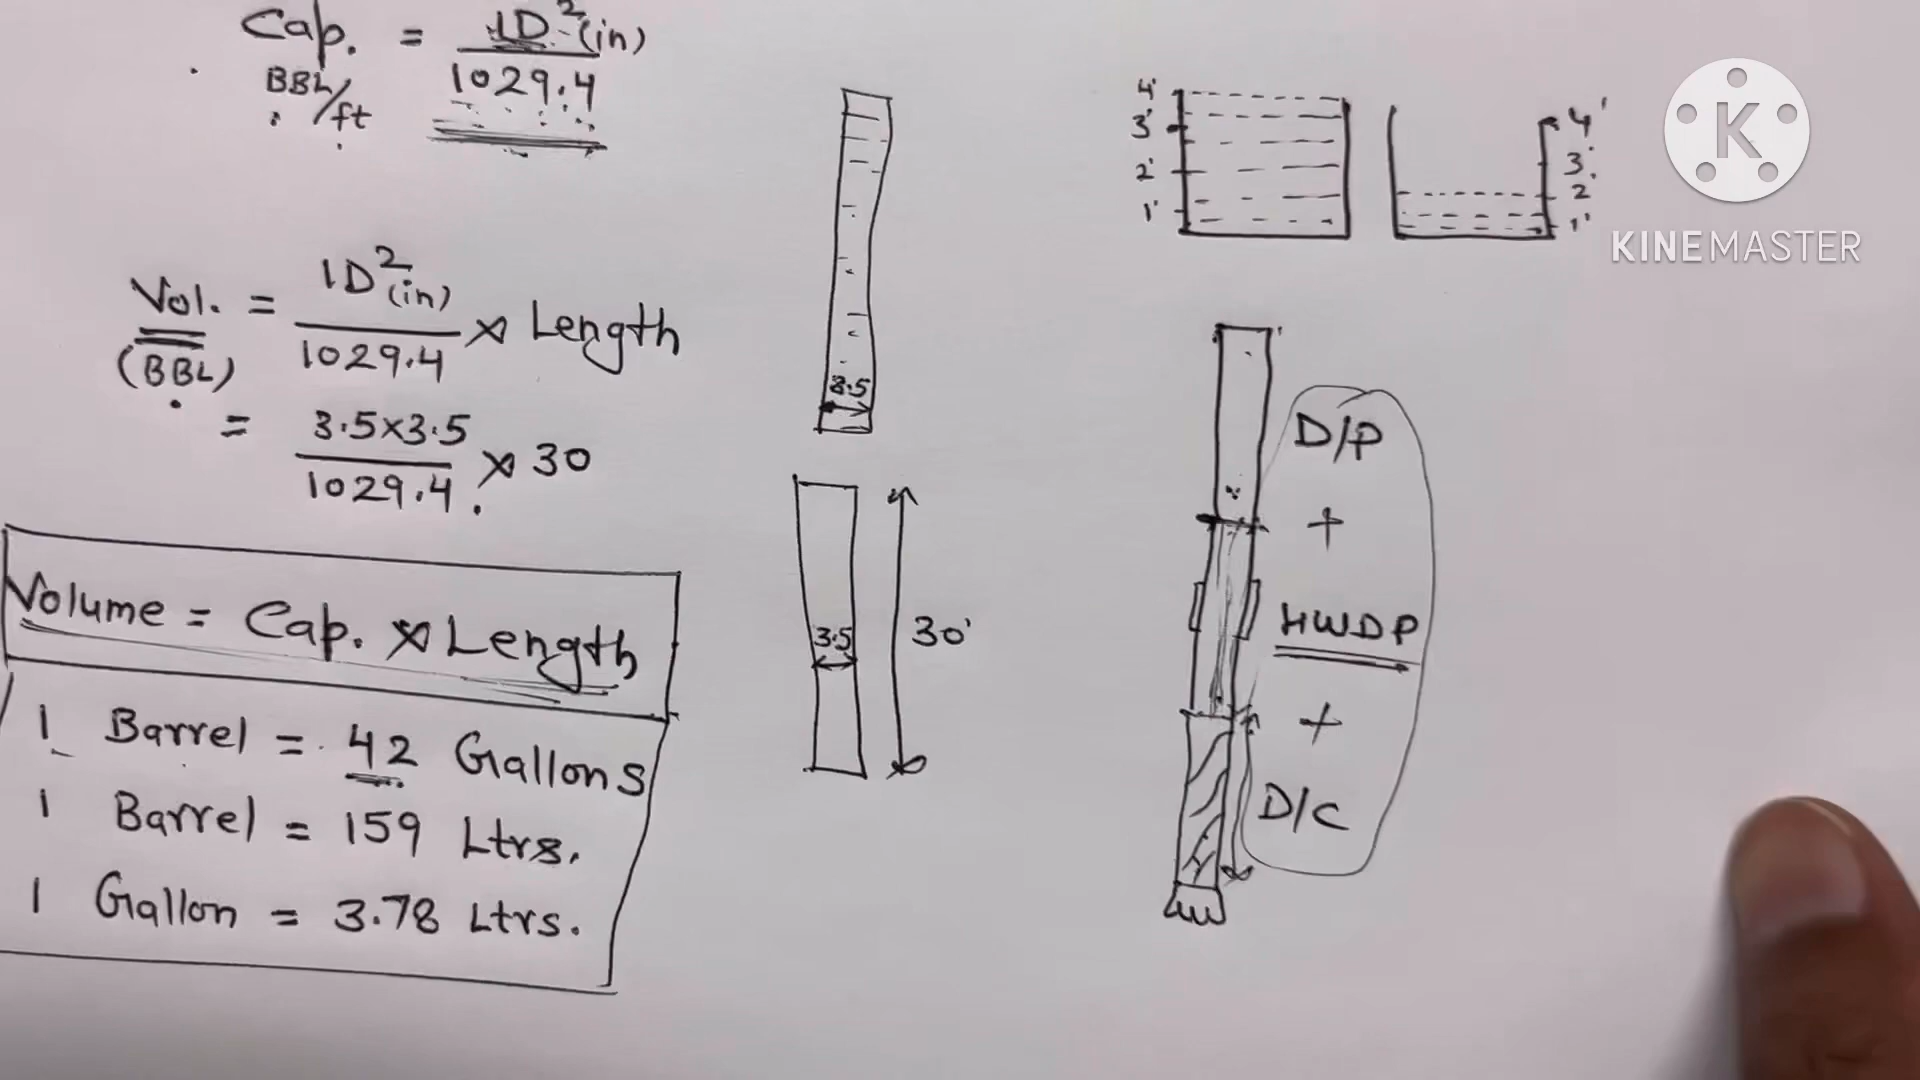 Cap. = ID²(in)
BBL/ft 1029.4
Vol. = ID²(in) × Length
(BBL) 1029.4
= 3.5×3.5 × 30
1029.4
Volume = Cap. × Length
1 Barrel = 42 Gallons
1 Barrel = 159 Ltrs.
1 Gallon = 3.78 Ltrs.
3.5
3.5
30'
4'
3'
2'
1'
4'
3.
2
1'
D/P
+
HWDP
+
D/C
K
KINEMASTER